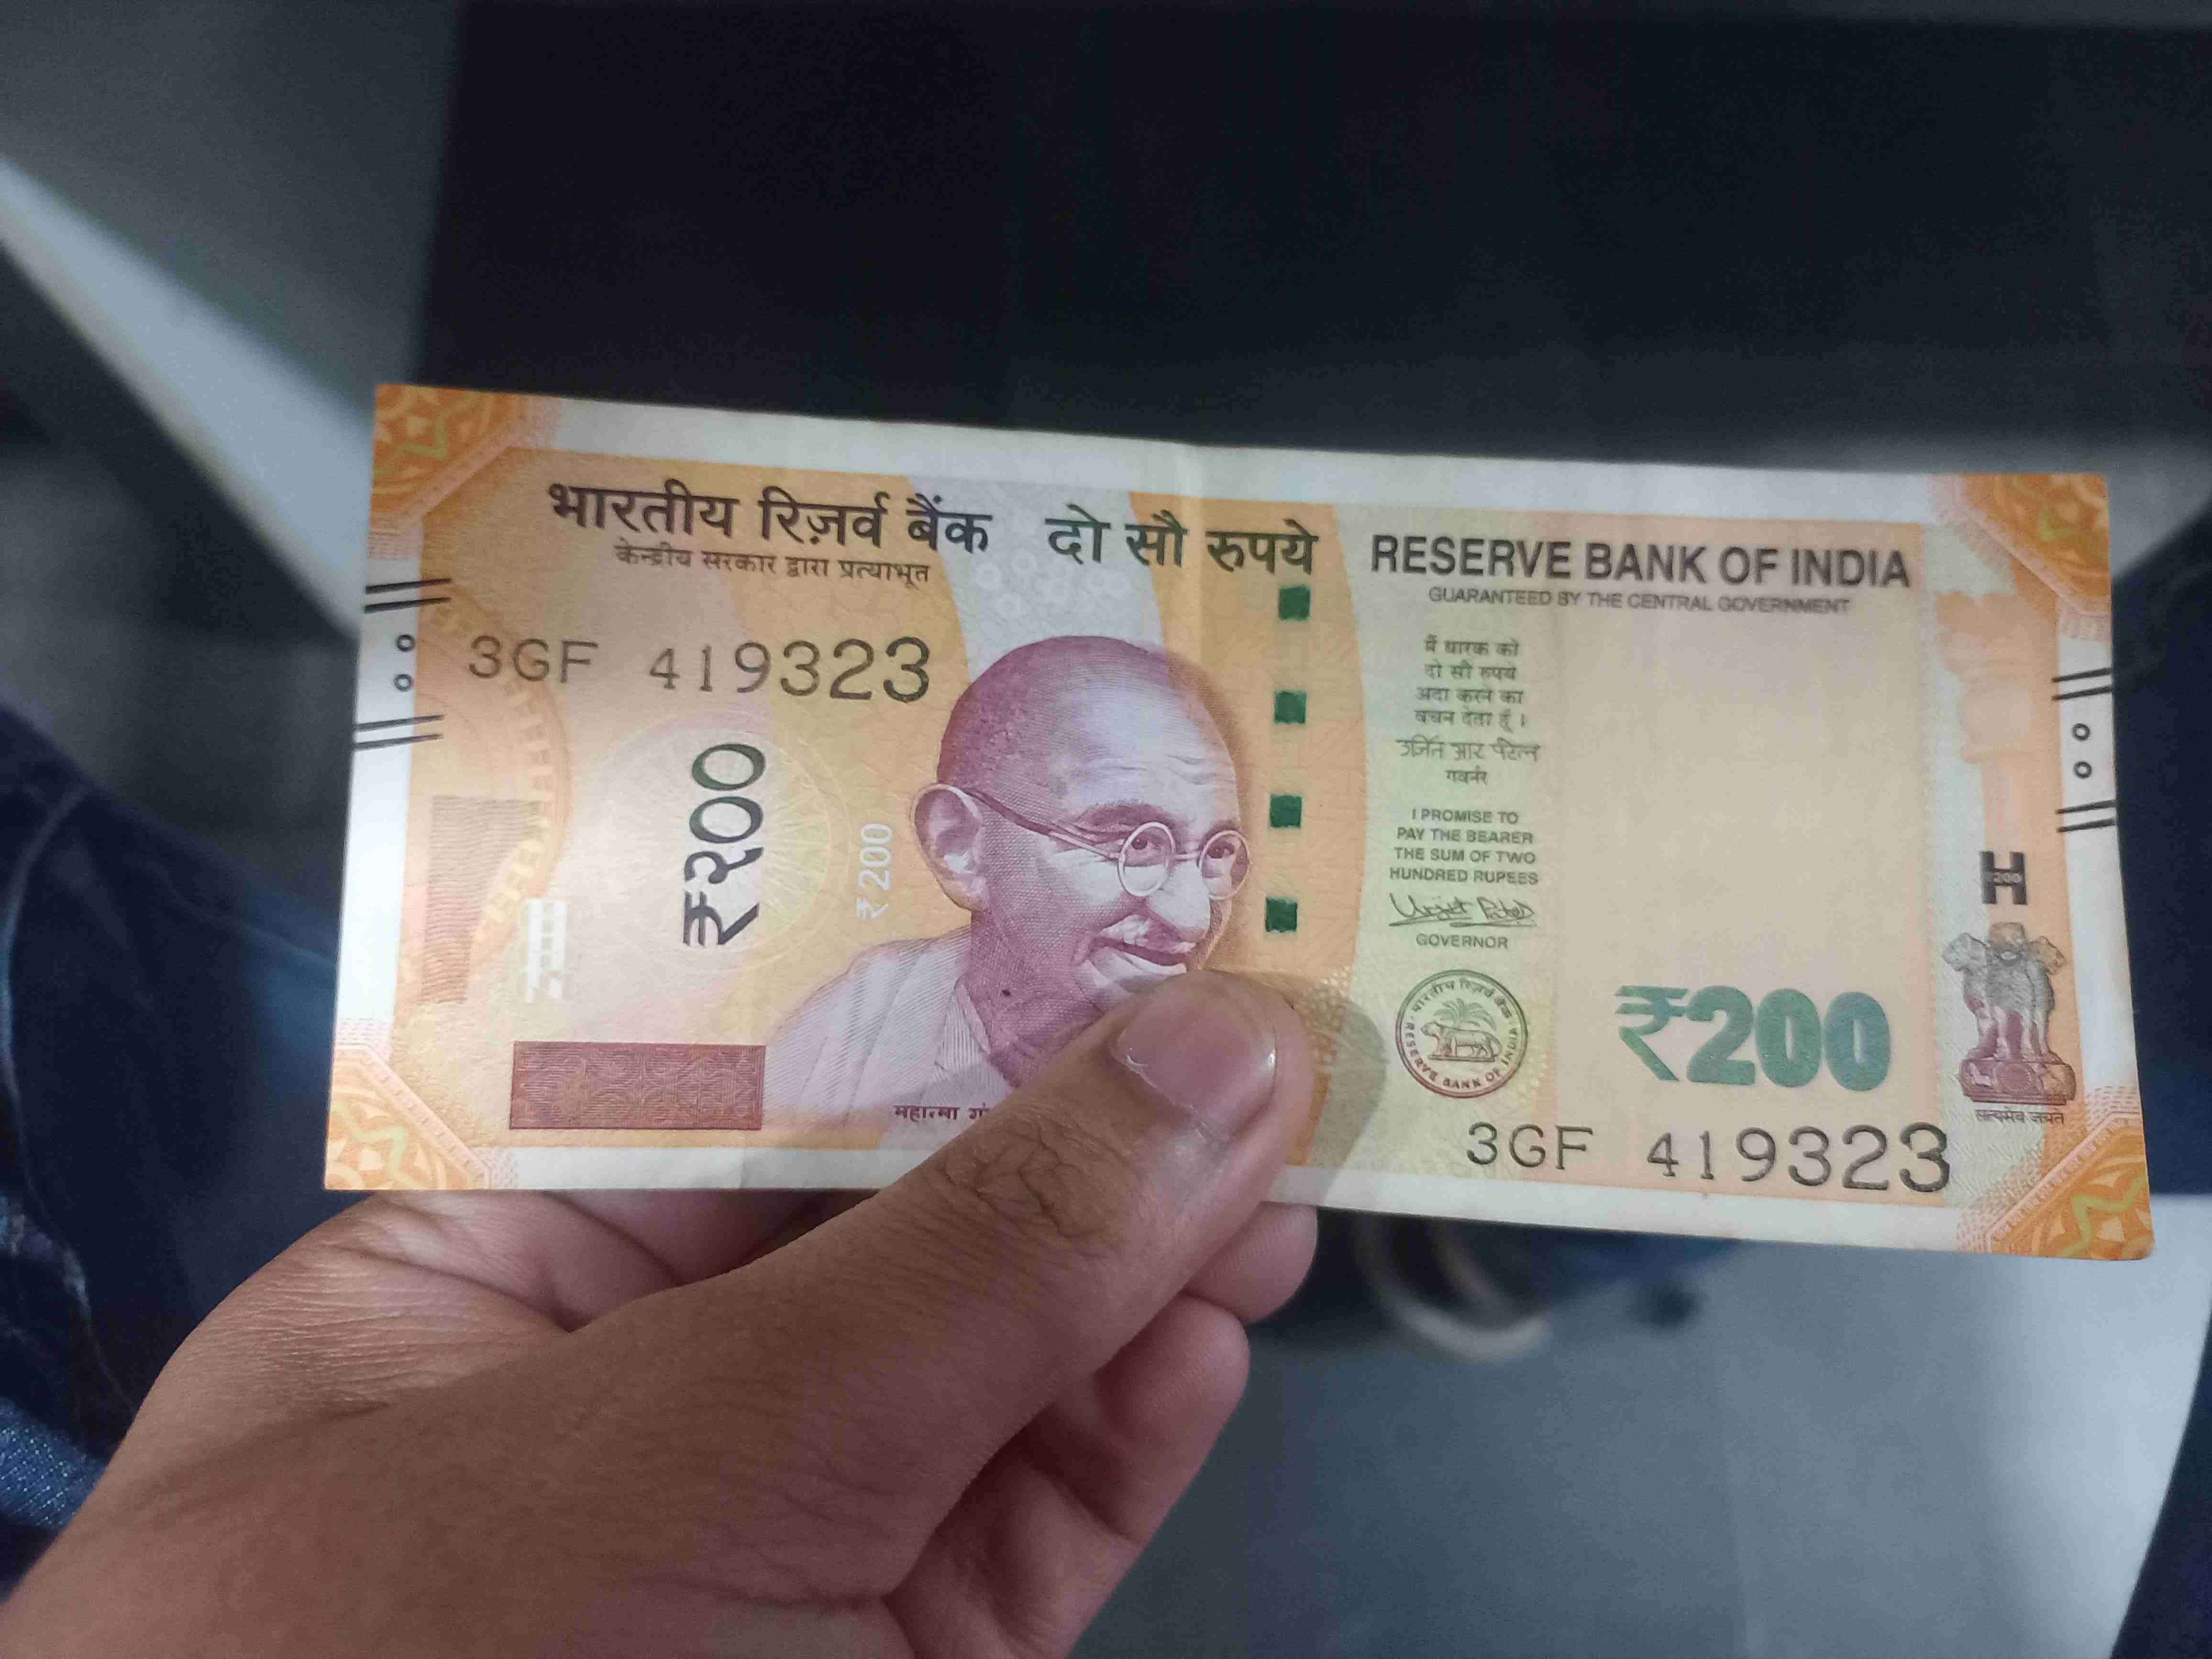 भारतीय रिज़र्व बैंक
केन्द्रीय सरकार द्वारा प्रत्याभूत
दो सौ रुपये
RESERVE BANK OF INDIA
GUARANTEED BY THE CENTRAL GOVERNMENT
3GF 419323
₹२००
₹200
महात्मा
मैं धारक को
दो सौ रुपये
अदा करने का
वचन देता हूँ ।
उर्जित आर पटेल
गवर्नर
I PROMISE TO
PAY THE BEARER
THE SUM OF TWO
HUNDRED RUPEES
Urjit Patel
GOVERNOR
भारतीय रिज़र्व बैंक
RESERVE BANK OF INDIA
₹200
H
200
सत्यमेव जयते
3GF 419323